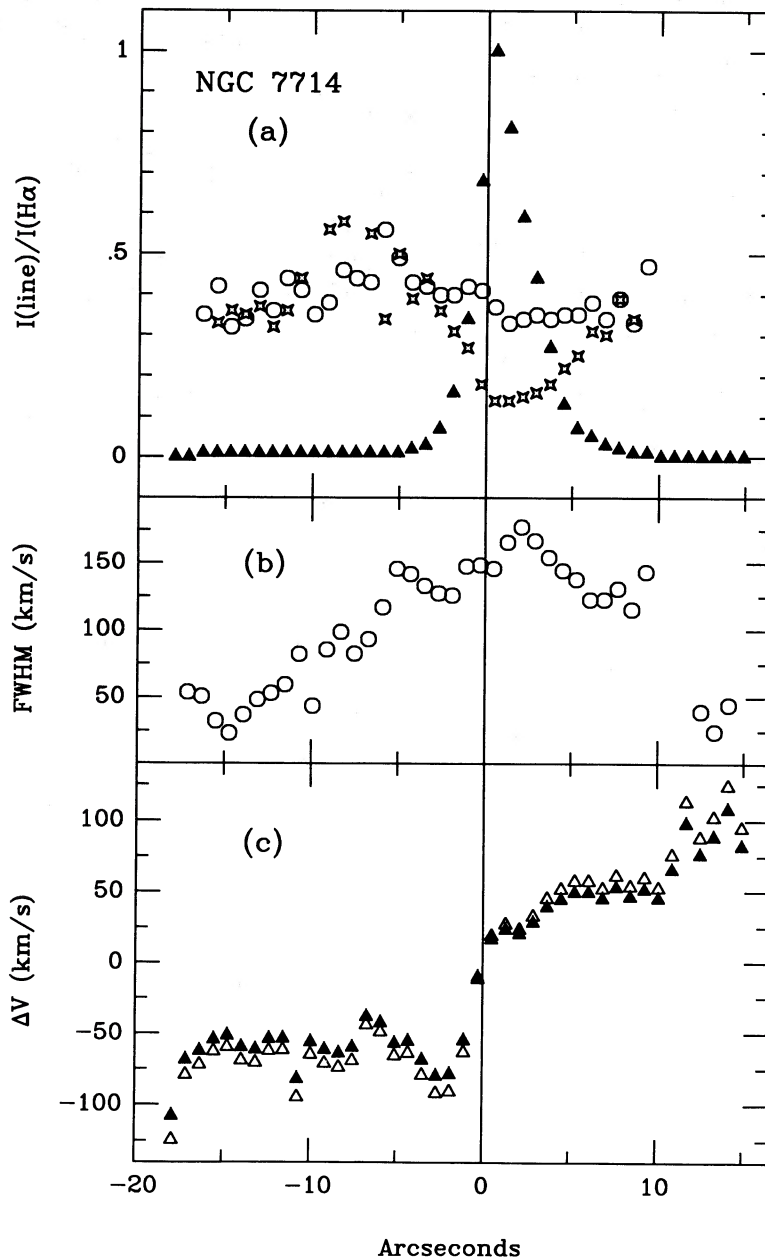 1
NGC 7714
(a)
I(line)/I(Hα)
.5
0
(b)
150
FWHM (km/s)
100
50
100
(c)
50
ΔV (km/s)
0
−50
−100
−20 −10 0 10
Arcseconds